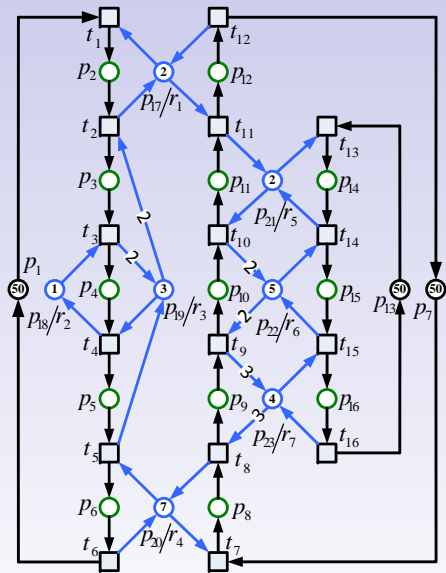 t1
t12
p2
2
p12
p17/r1
t2
t11
t13
p3
p11
2
p14
p21/r5
2
t3
t10
t14
2
2
p1
50
1
p4
3
p10
5
p15
p13
50
p7
50
p18/r2
p19/r3
2
p22/r6
t4
t9
t15
3
p5
p9
4
p16
3
p23/r7
t5
t8
t16
p6
7
p8
p20/r4
t6
t7